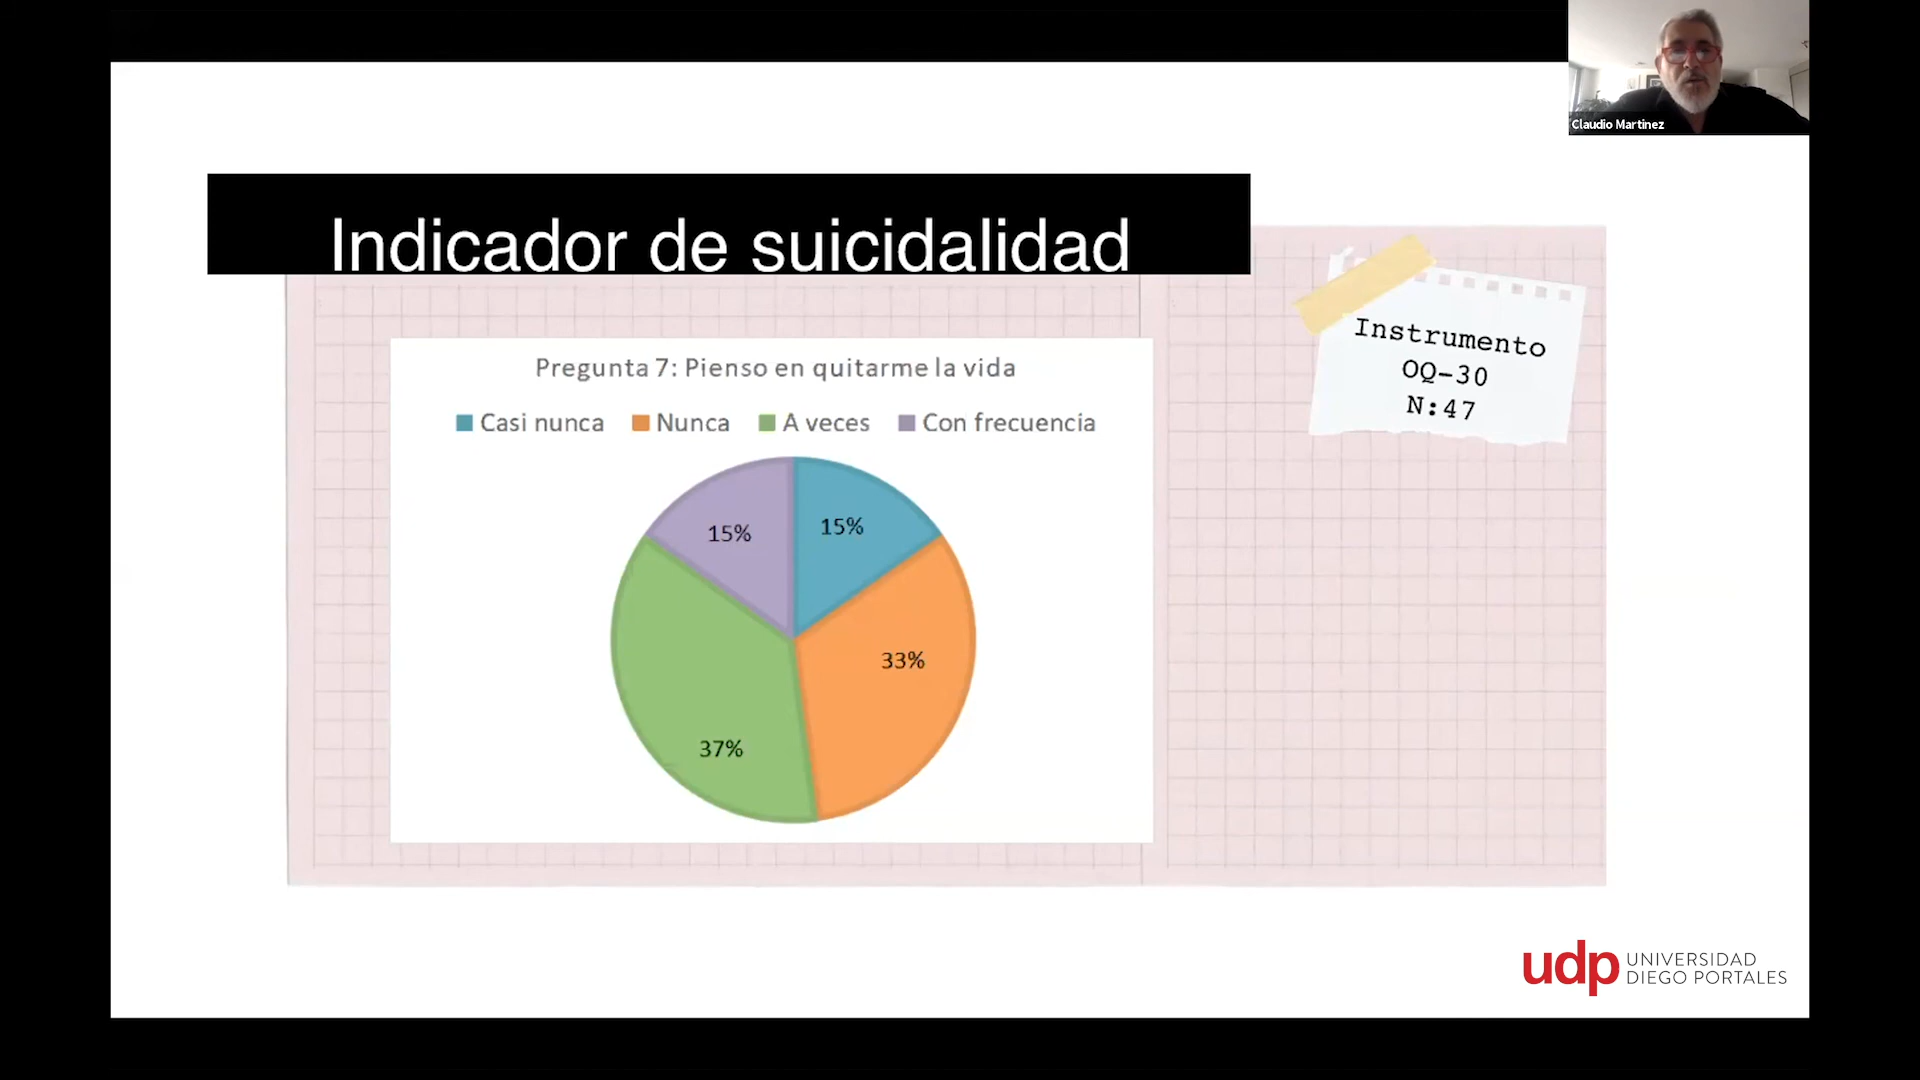 Claudio Martinez
Indicador de suicidalidad
Instrumento
OQ-30
N:47
Pregunta 7: Pienso en quitarme la vida
Casi nunca Nunca A veces Con frecuencia
15% 15%
33%
37%
udp UNIVERSIDAD
DIEGO PORTALES